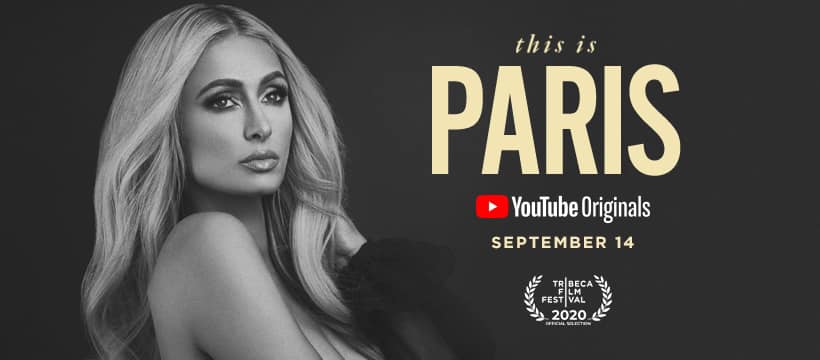 this is
PARIS
YouTube Originals
SEPTEMBER 14
TRIBECA
FILM
FESTIVAL
2020
OFFICIAL SELECTION